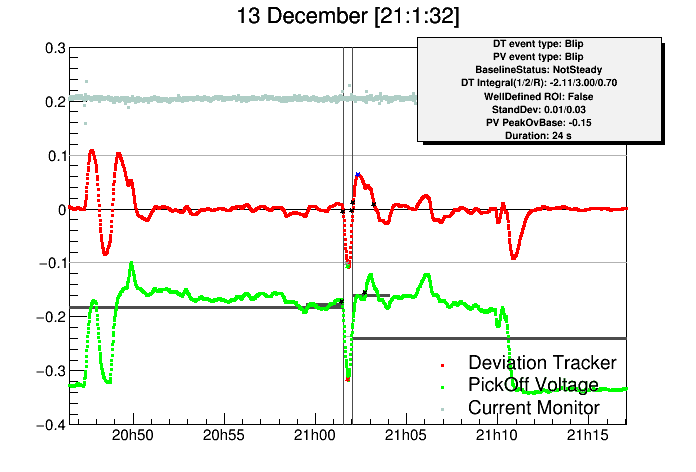 13 December [21:1:32]
DT event type: Blip
PV event type: Blip
BaselineStatus: NotSteady
DT Integral(1/2/R): -2.11/3.00/0.70
WellDefined ROI: False
StandDev: 0.01/0.03
PV PeakOvBase: -0.15
Duration: 24 s
0.3
0.2
0.1
0
−0.1
−0.2
−0.3
−0.4
Deviation Tracker
PickOff Voltage
Current Monitor
20h50 20h55 21h00 21h05 21h10 21h15